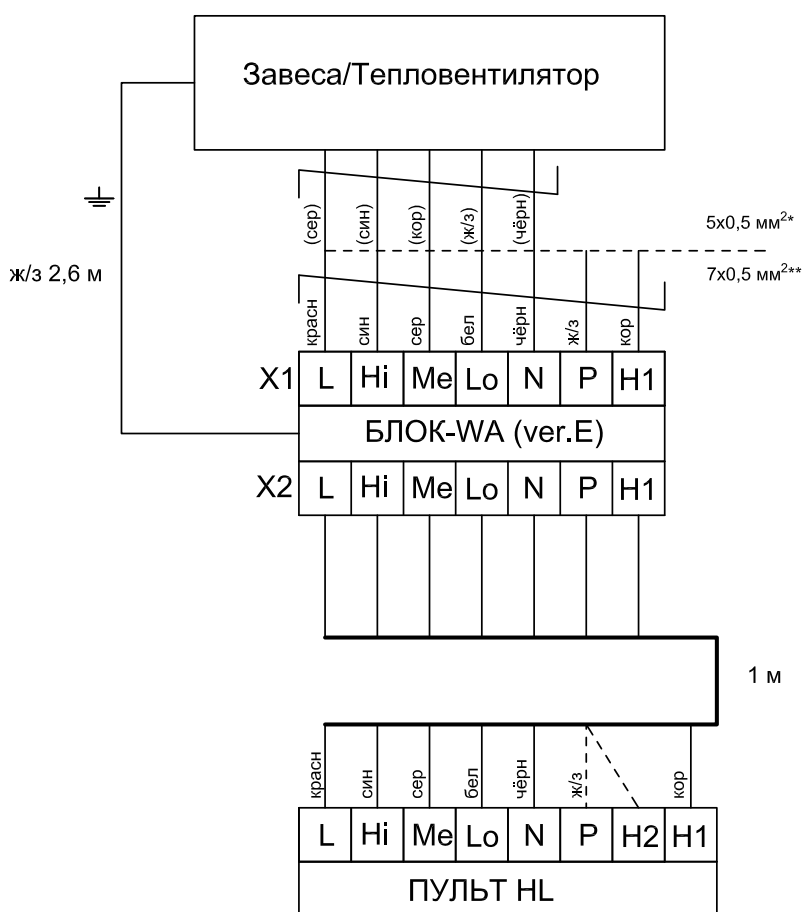 Завеса/Тепловентилятор
(сер) (син) (кор) (ж/з) (чёрн)
5х0,5 мм²*
ж/з 2,6 м
7х0,5 мм²**
красн син сер бел чёрн ж/з кор
X1 L Hi Me Lo N P H1
БЛОК-WA (ver.E)
X2 L Hi Me Lo N P H1
1 м
красн син сер бел чёрн ж/з кор
L Hi Me Lo N P H2 H1
ПУЛЬТ HL